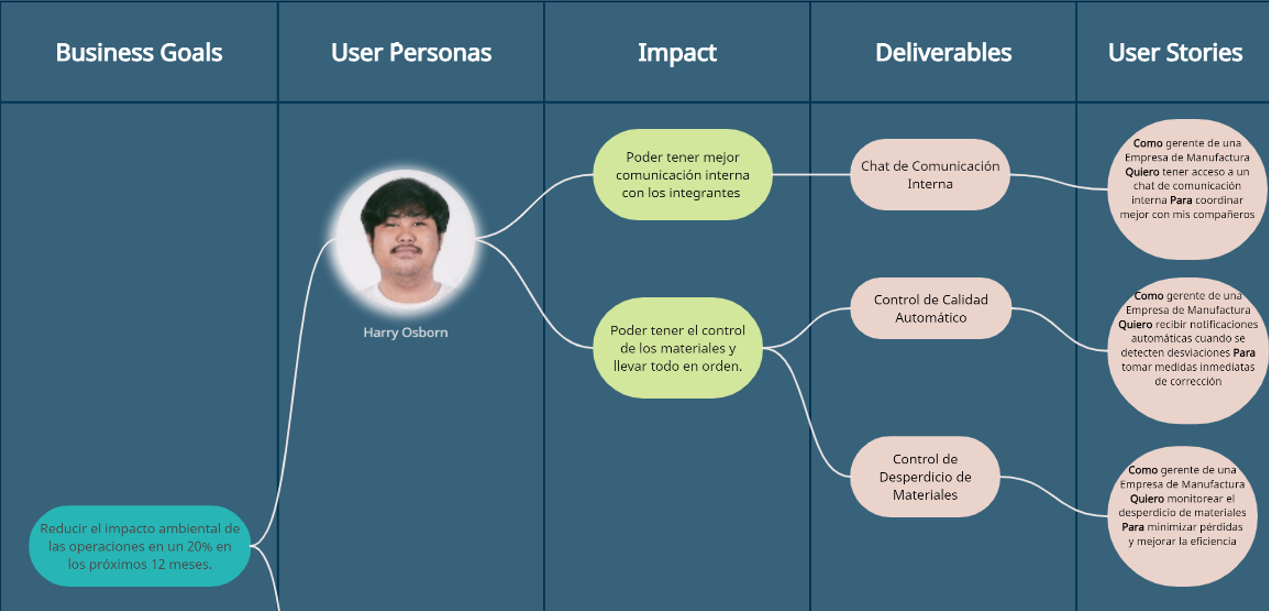 Business Goals
User Personas
Impact
Deliverables
User Stories
Reducir el impacto ambiental de
las operaciones en un 20% en
los próximos 12 meses.
Harry Osborn
Poder tener mejor
comunicación interna
con los integrantes
Poder tener el control
de los materiales y
llevar todo en orden.
Chat de Comunicación
Interna
Control de Calidad
Automático
Control de
Desperdicio de
Materiales
Como gerente de una
Empresa de Manufactura
Quiero tener acceso a un
chat de comunicación
interna Para coordinar
mejor con mis compañeros
Como gerente de una
Empresa de Manufactura
Quiero recibir notificaciones
automáticas cuando se
detecten desviaciones Para
tomar medidas inmediatas
de corrección
Como gerente de una
Empresa de Manufactura
Quiero monitorear el
desperdicio de materiales
Para minimizar pérdidas
y mejorar la eficiencia